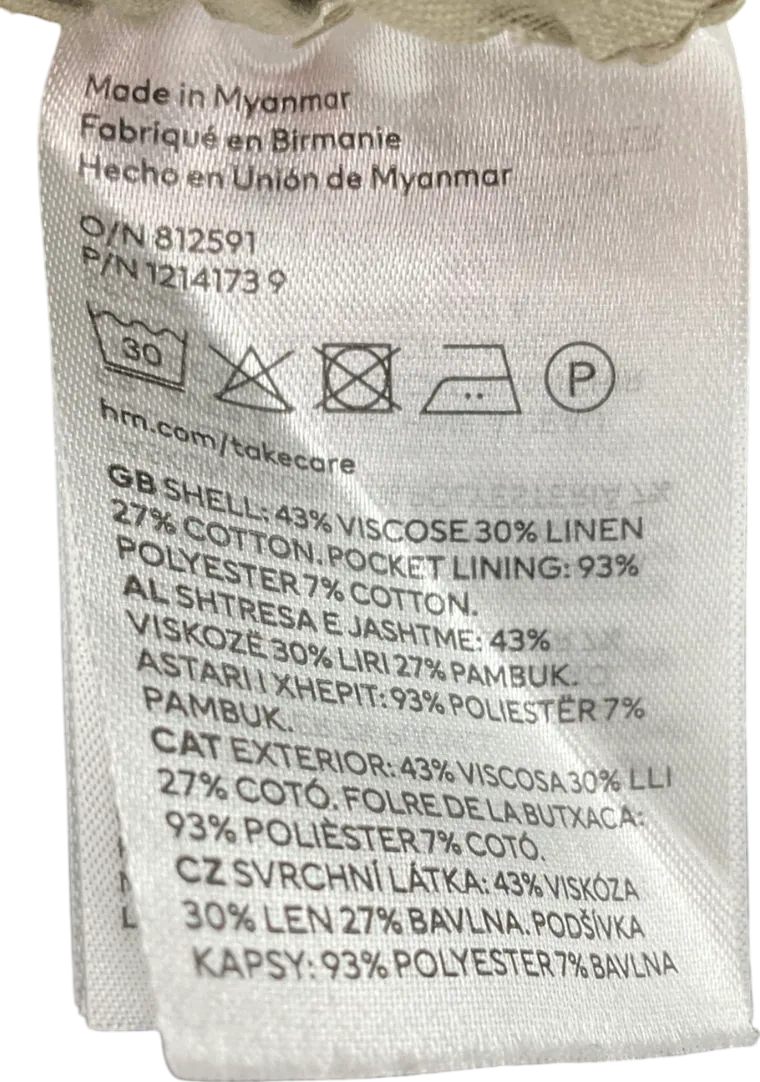 Made in Myanmar
Fabriqué en Birmanie
Hecho en Unión de Myanmar
O/N 812591
P/N 1214173 9
30
P
hm.com/takecare
GB SHELL: 43% VISCOSE 30% LINEN
27% COTTON. POCKET LINING: 93%
POLYESTER 7% COTTON.
AL SHTRESA E JASHTME: 43%
VISKOZË 30% LIRI 27% PAMBUK.
ASTARI I XHEPIT: 93% POLIESTËR 7%
PAMBUK.
CAT EXTERIOR: 43% VISCOSA 30% LLI
27% COTÓ. FOLRE DE LA BUTXACA:
93% POLIÈSTER 7% COTÓ.
CZ SVRCHNÍ LÁTKA: 43% VISKÓZA
30% LEN 27% BAVLNA. PODŠÍVKA
KAPSY: 93% POLYESTER 7% BAVLNA